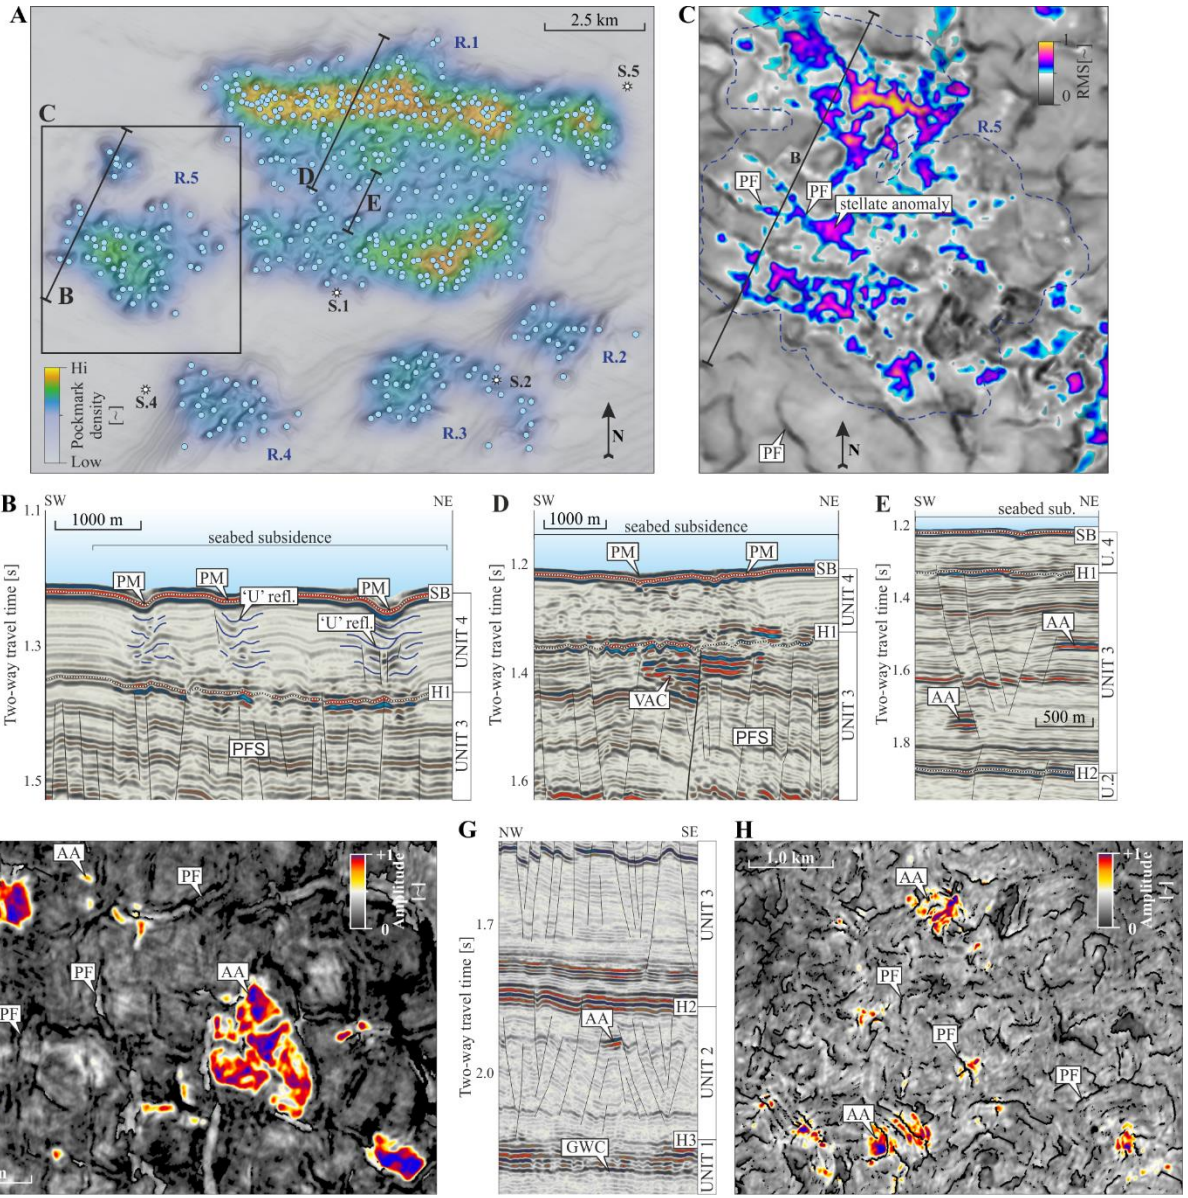 A
R.1
2.5 km
S.5
D
C
R.5
E
B
S.1
R.2
Hi
Pockmark
density
[~]
Low
S.4
S.2
R.3
R.4
N
C
1
RMS[~]
0
R.5
B
PF
PF
stellate anomaly
PF
N
B
SW
NE
1.1
1000 m
seabed subsidence
PM
PM
PM
SB
'U' refl.
'U' refl.
1.3
H1
1.5
Two-way travel time [s]
PFS
UNIT 4
UNIT 3
D
SW
NE
1000 m
seabed subsidence
1.2
PM
PM
SB
H1
1.4
VAC
PFS
1.6
Two-way travel time [s]
UNIT 4
UNIT 3
E
SW
NE
seabed sub.
1.2
SB
H1
1.4
AA
1.6
AA
500 m
1.8
H2
Two-way travel time [s]
U. 4
UNIT 3
U.2
AA
PF
+1
Amplitude
[~]
0
PF
AA
PF
m
G
NW
SE
1.7
H2
AA
2.0
H3
GWC
Two-way travel time [s]
UNIT 3
UNIT 2
UNIT 1
H
1.0 km
AA
+1
Amplitude
[~]
0
PF
PF
PF
AA